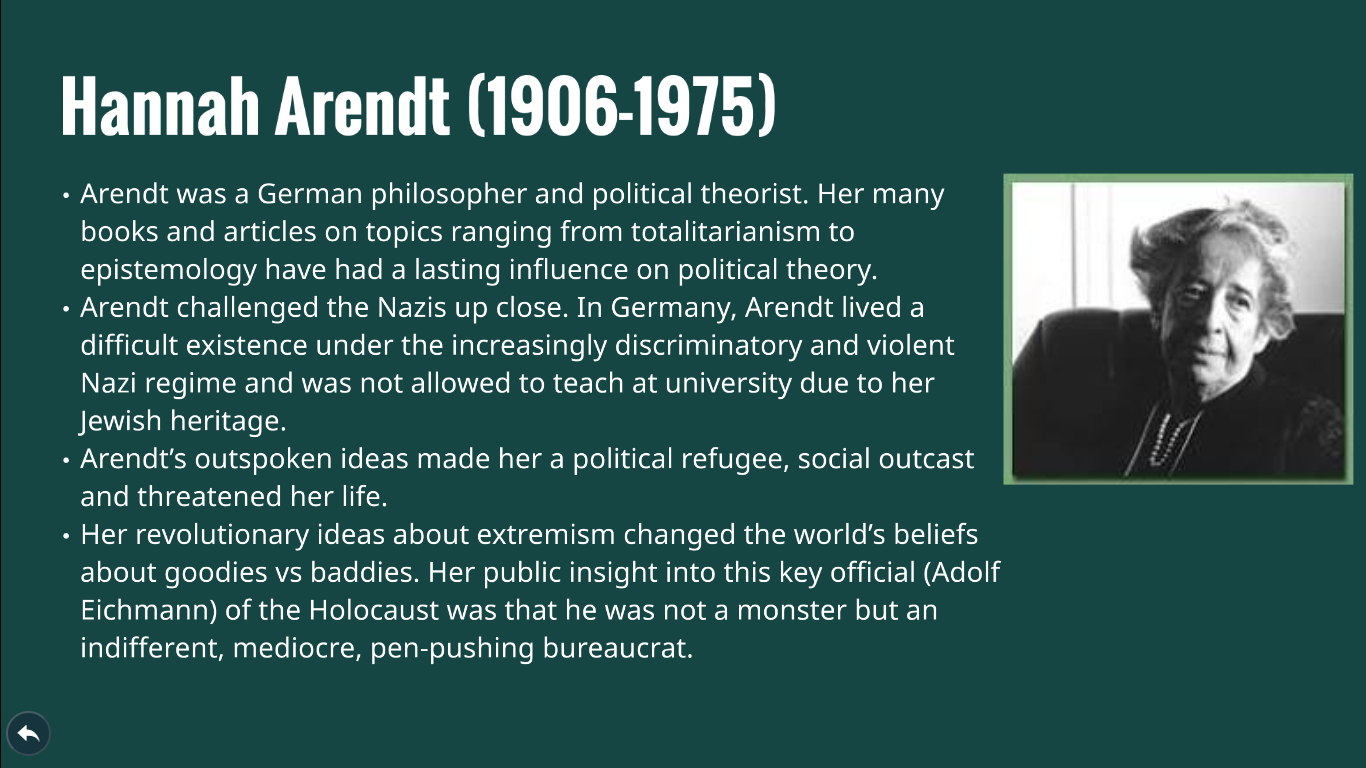 Hannah Arendt (1906-1975)
• Arendt was a German philosopher and political theorist. Her many
books and articles on topics ranging from totalitarianism to
epistemology have had a lasting influence on political theory.
• Arendt challenged the Nazis up close. In Germany, Arendt lived a
difficult existence under the increasingly discriminatory and violent
Nazi regime and was not allowed to teach at university due to her
Jewish heritage.
• Arendt’s outspoken ideas made her a political refugee, social outcast
and threatened her life.
• Her revolutionary ideas about extremism changed the world’s beliefs
about goodies vs baddies. Her public insight into this key official (Adolf
Eichmann) of the Holocaust was that he was not a monster but an
indifferent, mediocre, pen-pushing bureaucrat.